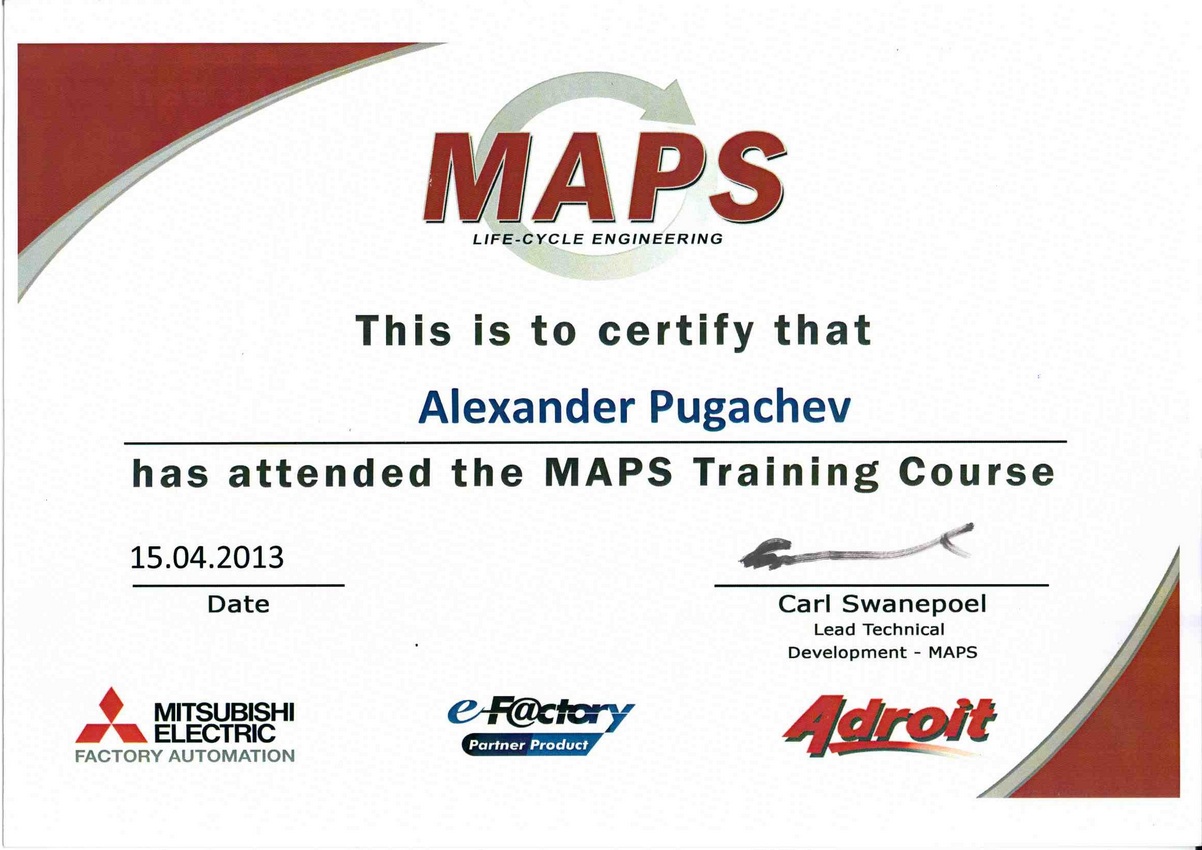 MAPS
LIFE-CYCLE ENGINEERING
This is to certify that
Alexander Pugachev
has attended the MAPS Training Course
15.04.2013
Date
Carl Swanepoel
Lead Technical
Development - MAPS
MITSUBISHI
ELECTRIC
FACTORY AUTOMATION
e-F@ctory
Partner Product
Adroit